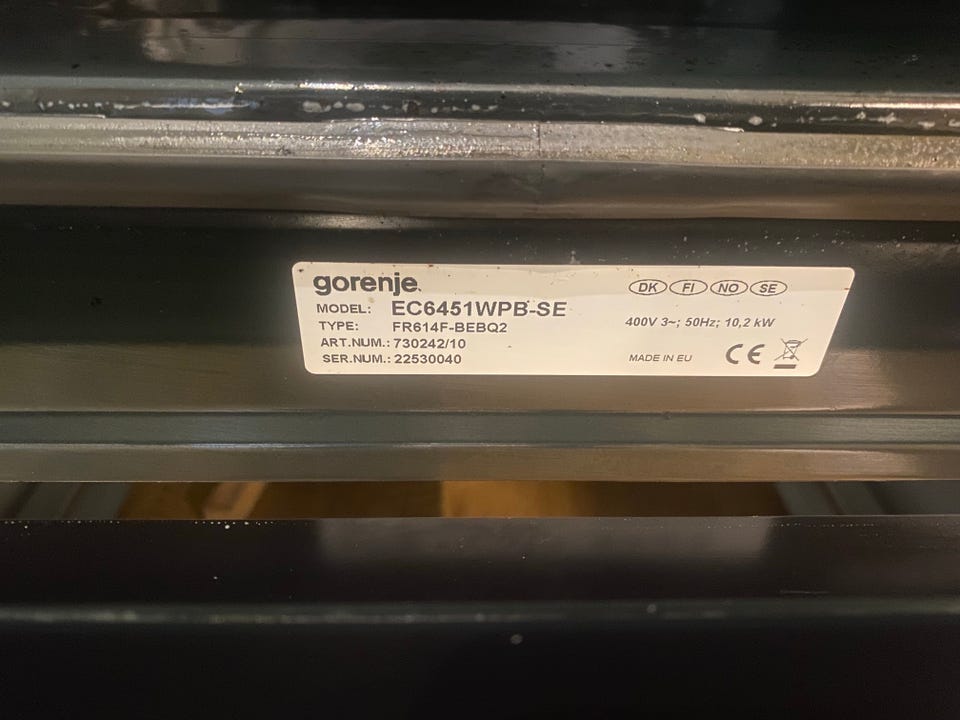 gorenje
MODEL: EC6451WPB-SE
TYPE: FR614F-BEBQ2
ART.NUM.: 730242/10
SER.NUM.: 22530040
DK FI NO SE
400V 3~; 50Hz; 10,2 kW
MADE IN EU CE